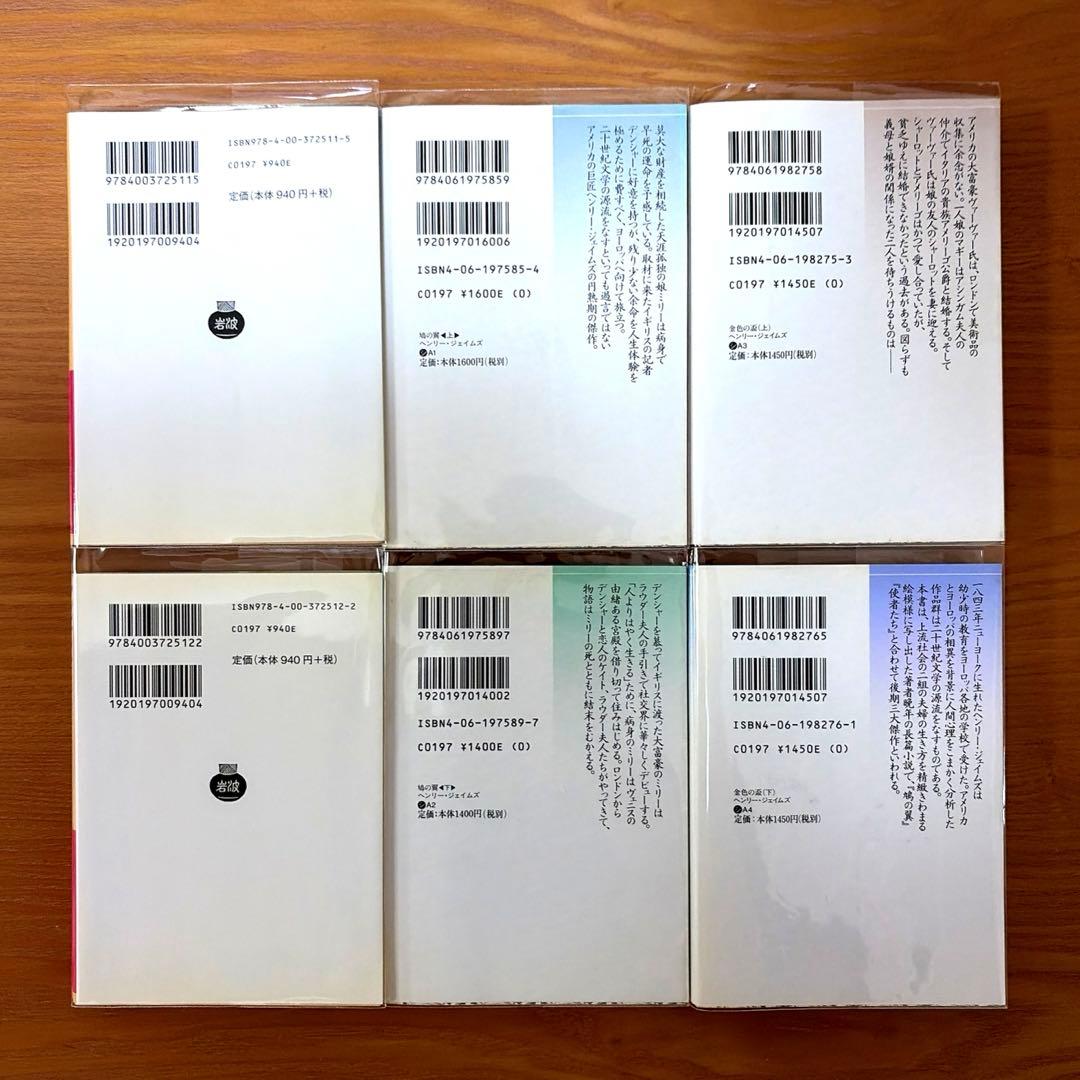 ISBN978-4-00-372511-5
C0197 ¥940E
定価(本体 940円+税)
9784003725115
1920197009404
岩波
9784061975859
1920197016006
ISBN4-06-197585-4
C0197 ¥1600E (0)
鳩の翼◀上▶
ヘンリー・ジェイムズ
A1
定価:本体1600円(税別)
莫大な財産を相続した天涯孤独の娘ミリーは病身で
早死の運命を予感している。取材に来たイギリスの記者
デンシャーに好意を持つが、残り少ない余命を人生体験を
極めるために費すべく、ヨーロッパへ向けて旅立つ。
二十世紀文学の源流をなすといっても過言ではない
アメリカの巨匠ヘンリー・ジェイムズの円熟期の傑作。
9784061982758
1920197014507
ISBN4-06-198275-3
C0197 ¥1450E (0)
金色の盃(上)
ヘンリー・ジェイムズ
A3
定価:本体1450円(税別)
アメリカの大富豪ヴァーヴァー氏は、ロンドンで美術品の
収集に余念がない。一人娘のマギーはアシンガム夫人の
仲介でイタリアの貴族アメリーゴ公爵と結婚する。そして
ヴァーヴァー氏は娘の友人のシャーロットを妻に迎える。
シャーロットとアメリーゴはかつて愛し合っていたが、
貧乏ゆえに結婚できなかったという過去がある。図らずも
義母と娘婿の関係になった二人を待ちうけるものは――
ISBN978-4-00-372512-2
C0197 ¥940E
定価(本体 940円+税)
9784003725122
1920197009404
岩波
9784061975897
1920197014002
ISBN4-06-197589-7
C0197 ¥1400E (0)
鳩の翼◀下▶
ヘンリー・ジェイムズ
A2
定価:本体1400円(税別)
デンシャーを慕ってイギリスに渡った大富豪のミリーは
ラウダー夫人の手引きで社交界に華々しくデビューする。
「人よりはやく生きる」ために、病身のミリーはヴェニスの
由緒ある宮殿を借り切って住みはじめる。ロンドンから
デンシャーと恋人のケイト、ラウダー夫人たちがやってきて、
物語はミリーの死とともに結末をむかえる。
9784061982765
1920197014507
ISBN4-06-198276-1
C0197 ¥1450E (0)
金色の盃(下)
ヘンリー・ジェイムズ
A4
定価:本体1450円(税別)
一八四三年ニューヨークに生れたヘンリー・ジェイムズは
幼少時の教育をヨーロッパ各地の学校で受けた。アメリカ
とヨーロッパの相異を背景に人間心理をこまかく分析した
作品群は二十世紀文学の源流をなすものである。
本書は、上流社会の二組の夫婦の生き方を精緻きわまる
絵模様に写し出した著者晩年の長篇小説で、『鳩の翼』
『使者たち』と合わせて後期三大傑作といわれる。